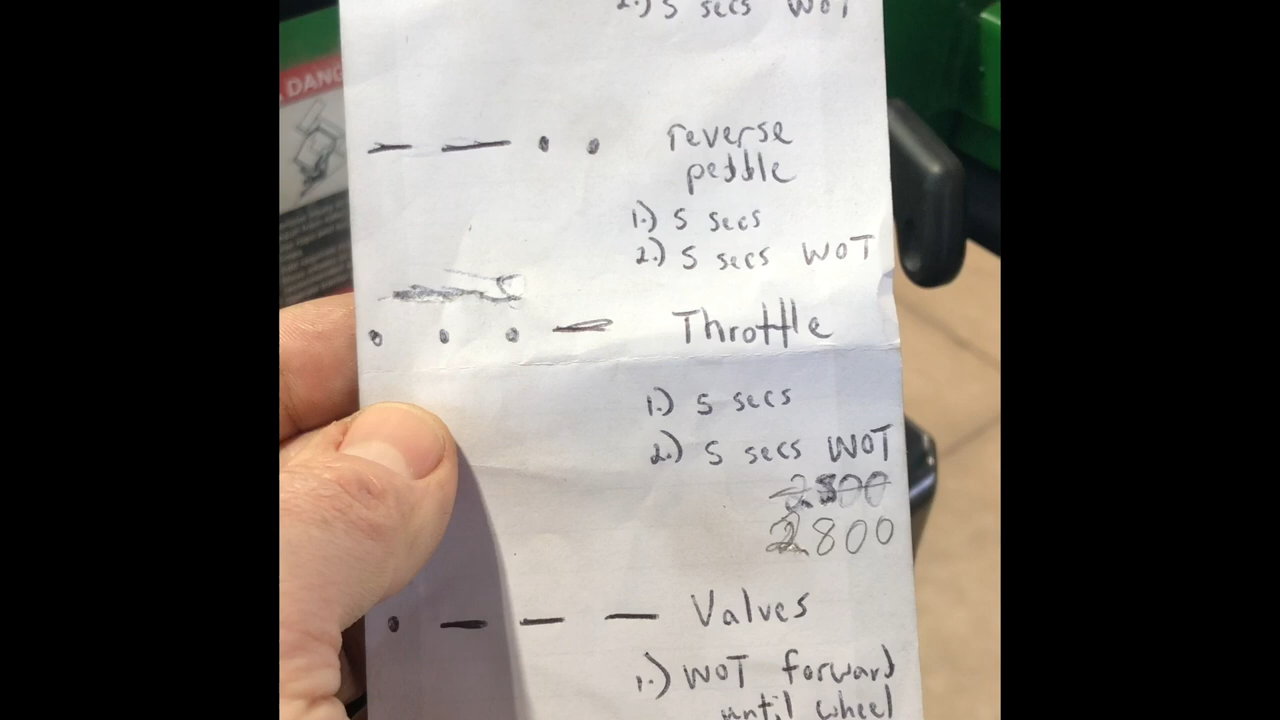 2.) 5 secs WOT
DANG
— — • • reverse
peddle
1.) 5 secs
2.) 5 secs WOT
• • • — Throttle
1.) 5 secs
2.) 5 secs WOT
2800
• — — — Valves
1.) WOT forward
until wheel